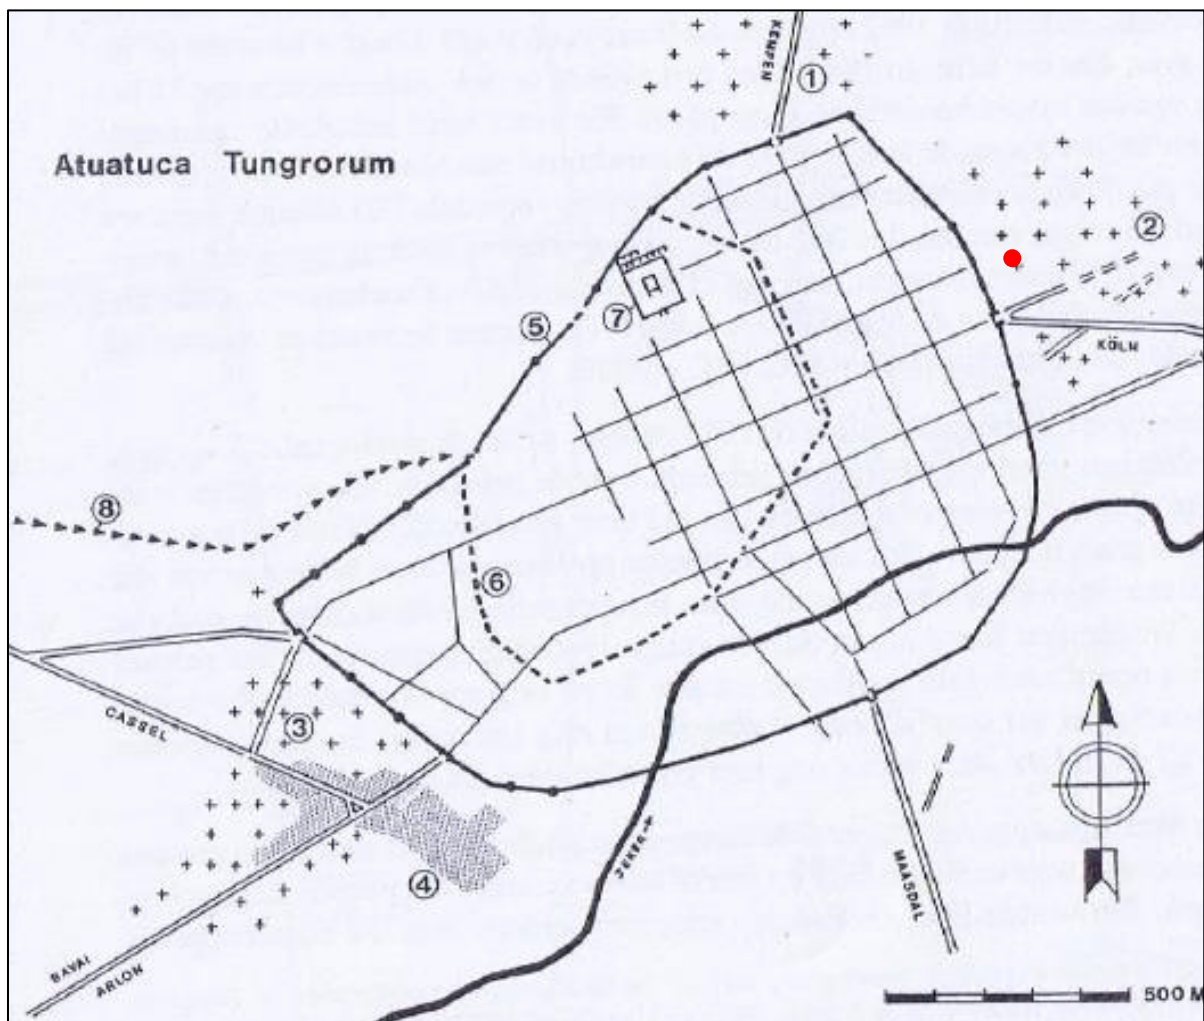 KEMPEN
①
Atuatuca Tungrorum
②
⑤
⑦
KÖLN
⑧
⑥
③
CASSEL
④
JEKER
MAASDAL
BAVAI
ARLON
500 M